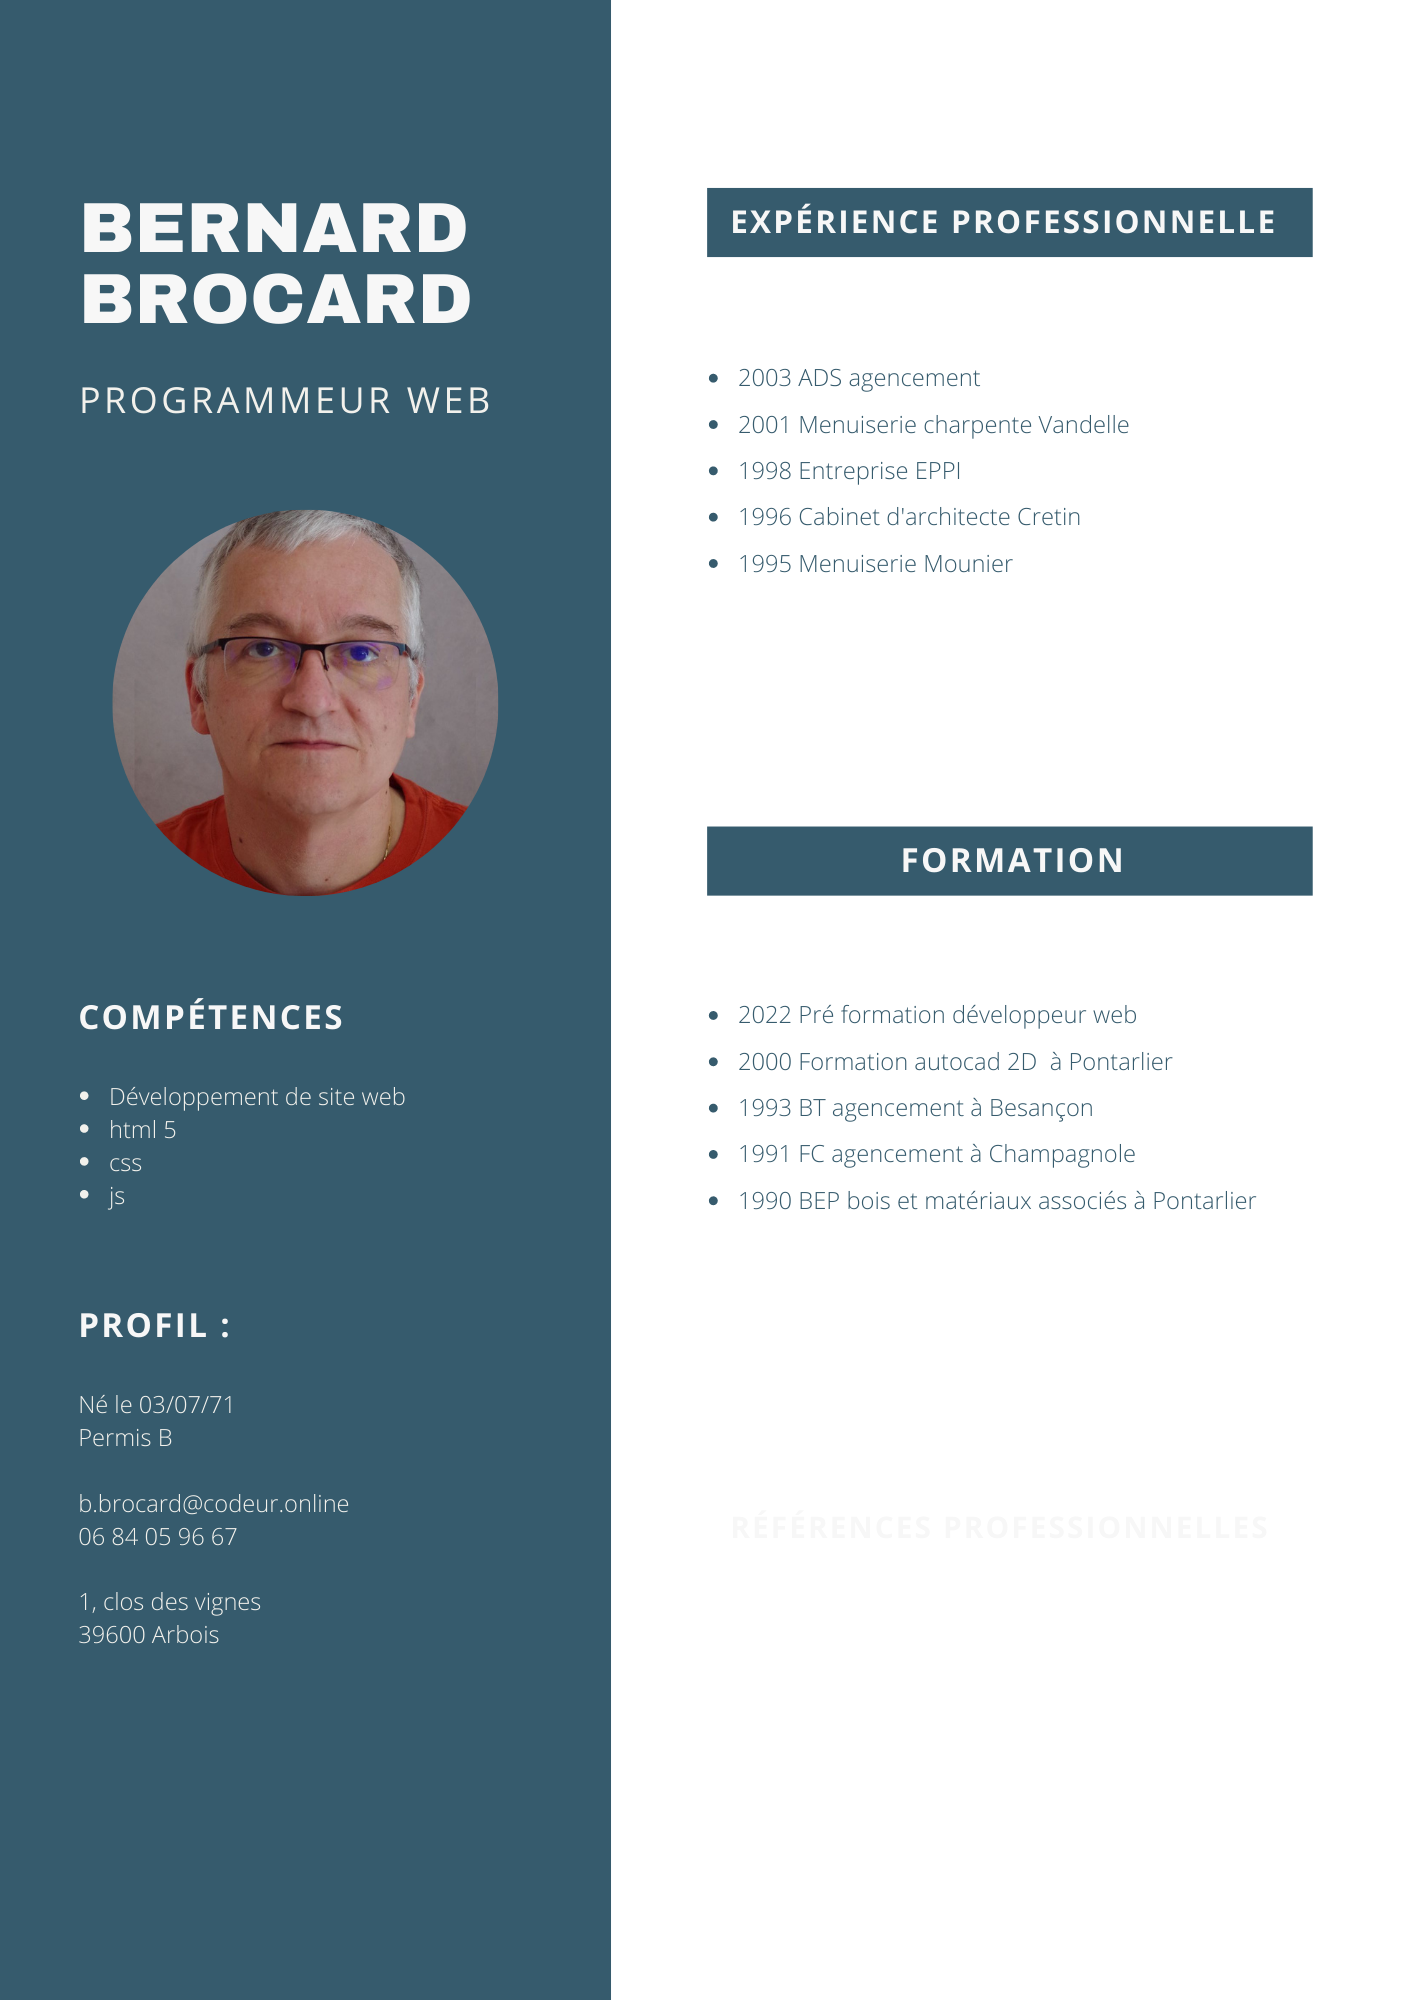 BERNARD
BROCARD
PROGRAMMEUR WEB
COMPÉTENCES
Développement de site web
html 5
css
js
PROFIL :
Né le 03/07/71
Permis B
b.brocard@codeur.online
06 84 05 96 67
1, clos des vignes
39600 Arbois
EXPÉRIENCE PROFESSIONNELLE
2003 ADS agencement
2001 Menuiserie charpente Vandelle
1998 Entreprise EPPI
1996 Cabinet d'architecte Cretin
1995 Menuiserie Mounier
FORMATION
2022 Pré formation développeur web
2000 Formation autocad 2D  à Pontarlier
1993 BT agencement à Besançon
1991 FC agencement à Champagnole
1990 BEP bois et matériaux associés à Pontarlier
RÉFÉRENCES PROFESSIONNELLES